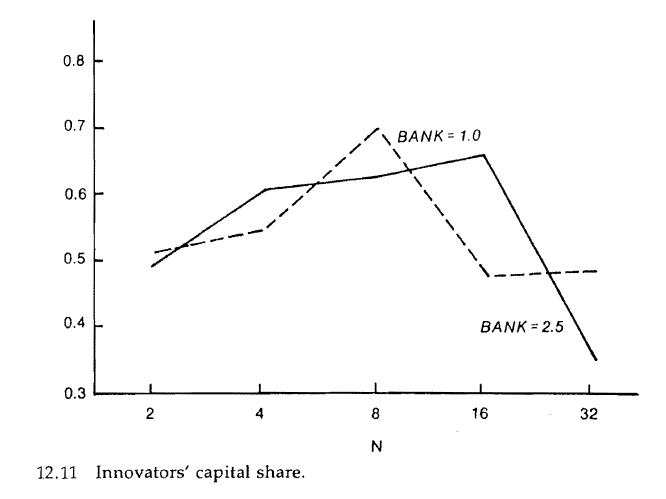 0.8
0.7
BANK = 1.0
0.6
0.5
0.4
BANK = 2.5
0.3
2 4 8 16 32
N
12.11 Innovators' capital share.